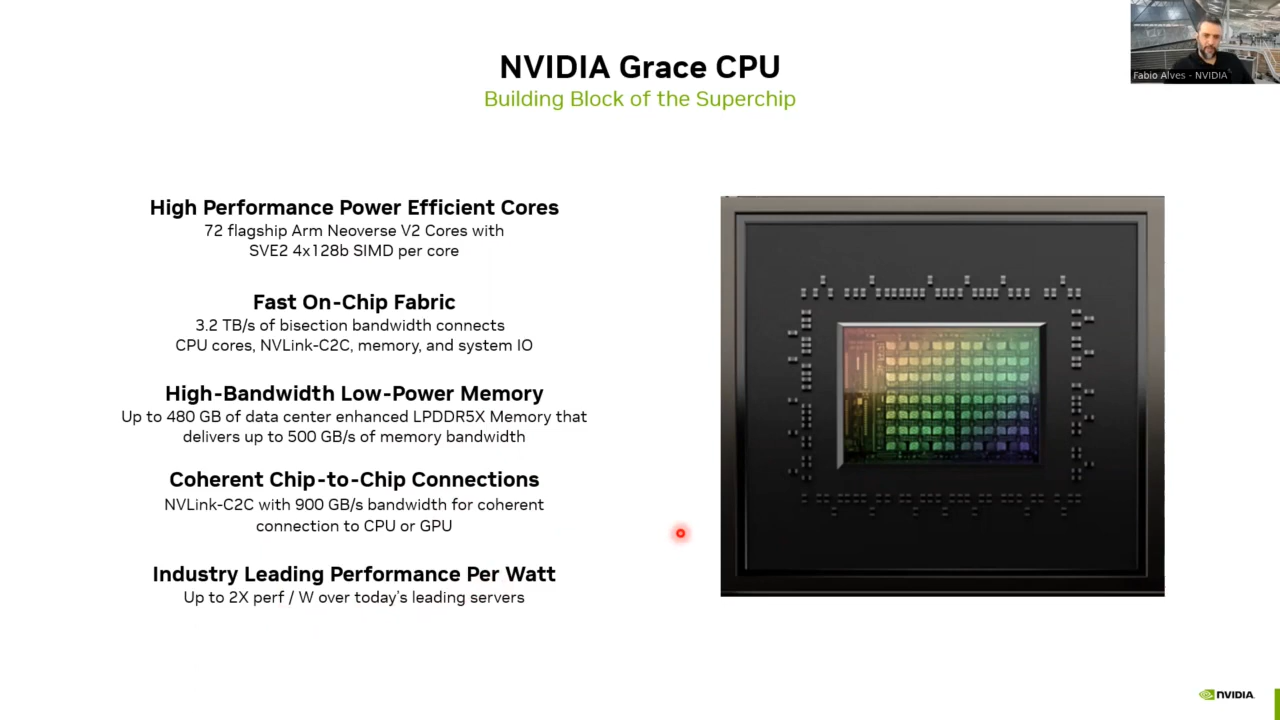 NVIDIA Grace CPU
Building Block of the Superchip
Fabio Alves - NVIDIA
High Performance Power Efficient Cores
72 flagship Arm Neoverse V2 Cores with
SVE2 4x128b SIMD per core
Fast On-Chip Fabric
3.2 TB/s of bisection bandwidth connects
CPU cores, NVLink-C2C, memory, and system IO
High-Bandwidth Low-Power Memory
Up to 480 GB of data center enhanced LPDDR5X Memory that
delivers up to 500 GB/s of memory bandwidth
Coherent Chip-to-Chip Connections
NVLink-C2C with 900 GB/s bandwidth for coherent
connection to CPU or GPU
Industry Leading Performance Per Watt
Up to 2X perf / W over today's leading servers
NVIDIA